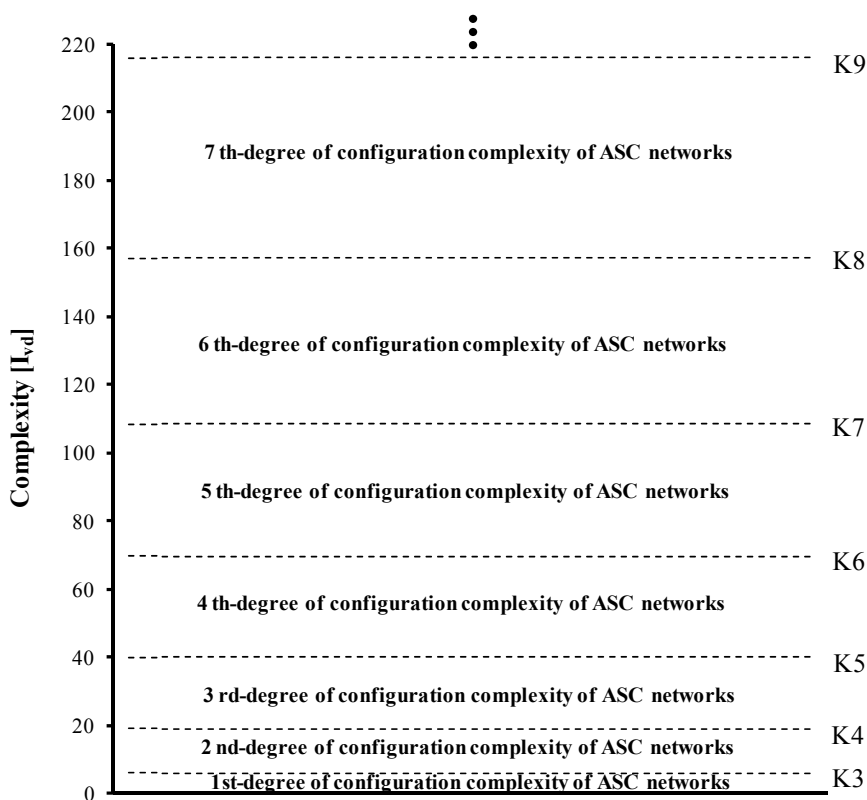 220
K9
200
7 th-degree of configuration complexity of ASC networks
180
160
K8
140
6 th-degree of configuration complexity of ASC networks
120
K7
100
5 th-degree of configuration complexity of ASC networks
80
K6
60
4 th-degree of configuration complexity of ASC networks
40
K5
3 rd-degree of configuration complexity of ASC networks
20
K4
2 nd-degree of configuration complexity of ASC networks
1st-degree of configuration complexity of ASC networks
K3
0
Complexity [Ivd]